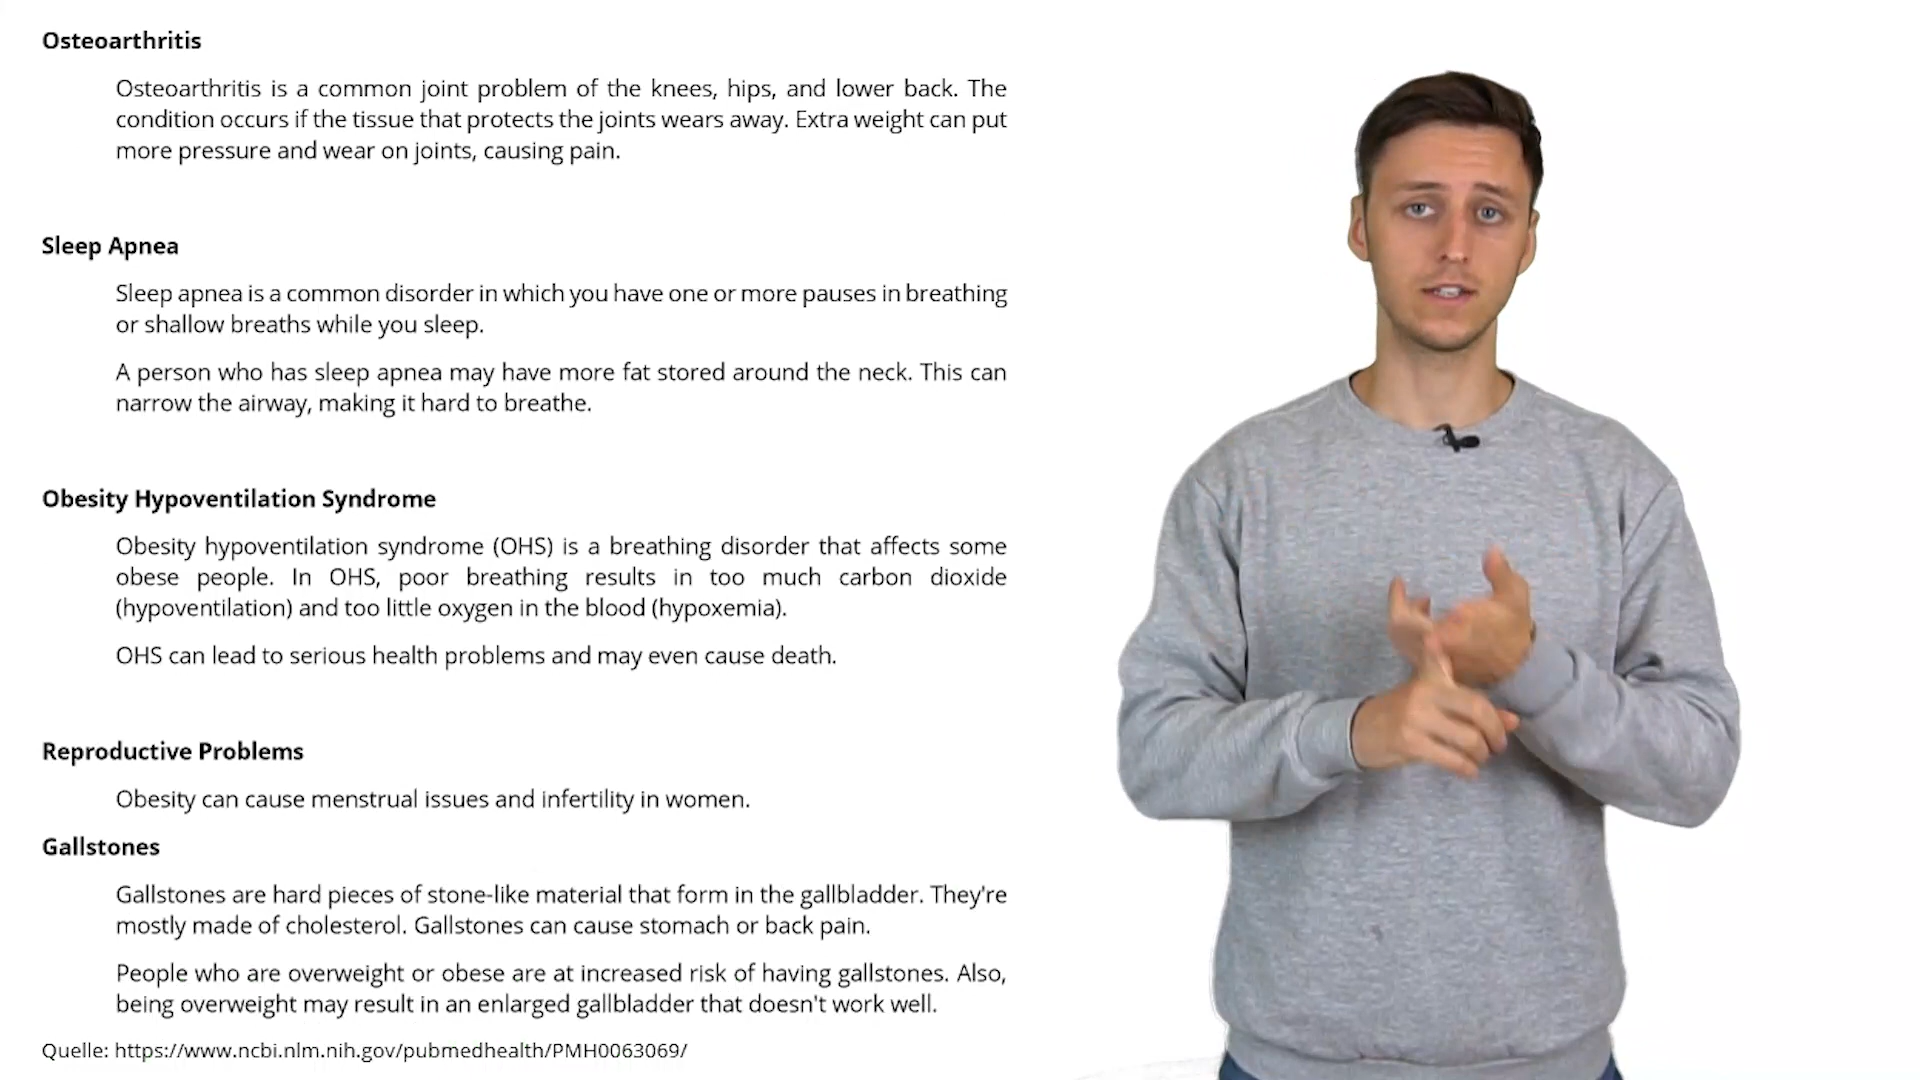 Osteoarthritis
Osteoarthritis is a common joint problem of the knees, hips, and lower back. The
condition occurs if the tissue that protects the joints wears away. Extra weight can put
more pressure and wear on joints, causing pain.
Sleep Apnea
Sleep apnea is a common disorder in which you have one or more pauses in breathing
or shallow breaths while you sleep.
A person who has sleep apnea may have more fat stored around the neck. This can
narrow the airway, making it hard to breathe.
Obesity Hypoventilation Syndrome
Obesity hypoventilation syndrome (OHS) is a breathing disorder that affects some
obese people. In OHS, poor breathing results in too much carbon dioxide
(hypoventilation) and too little oxygen in the blood (hypoxemia).
OHS can lead to serious health problems and may even cause death.
Reproductive Problems
Obesity can cause menstrual issues and infertility in women.
Gallstones
Gallstones are hard pieces of stone-like material that form in the gallbladder. They're
mostly made of cholesterol. Gallstones can cause stomach or back pain.
People who are overweight or obese are at increased risk of having gallstones. Also,
being overweight may result in an enlarged gallbladder that doesn't work well.
Quelle: https://www.ncbi.nlm.nih.gov/pubmedhealth/PMH0063069/